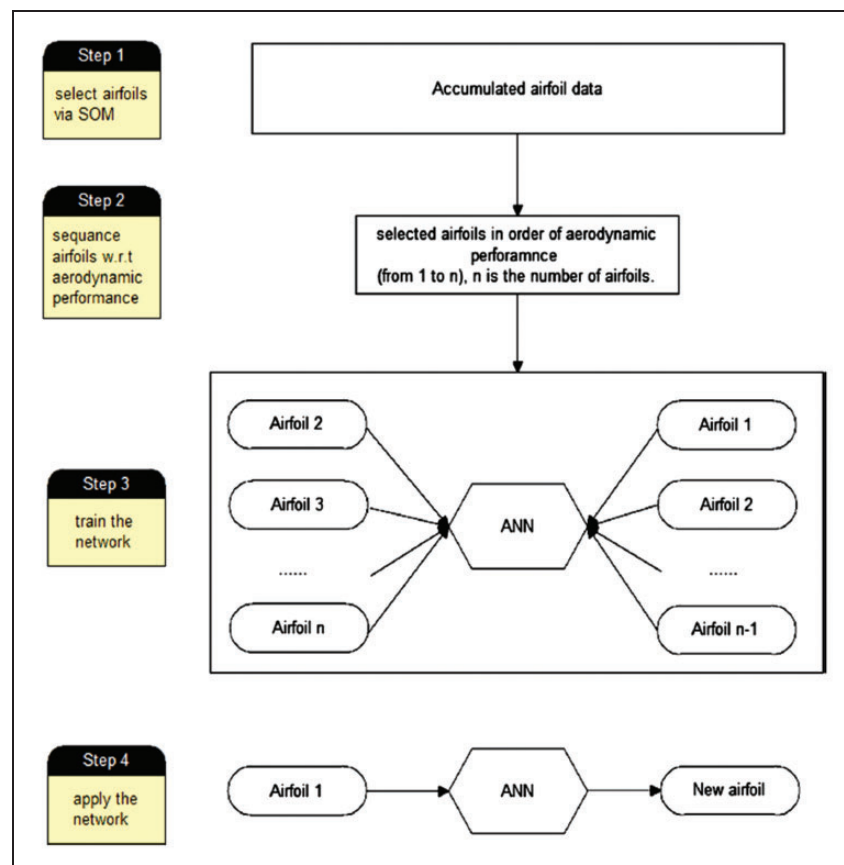 Step 1
select airfoils
via SOM
Accumulated airfoil data
Step 2
sequance
airfoils w.r.t
aerodynamic
performance
selected airfoils in order of aerodynamic
perforamnce
(from 1 to n), n is the number of airfoils.
Step 3
train the
network
Airfoil 2
Airfoil 3
......
Airfoil n
ANN
Airfoil 1
Airfoil 2
......
Airfoil n-1
Step 4
apply the
network
Airfoil 1
ANN
New airfoil